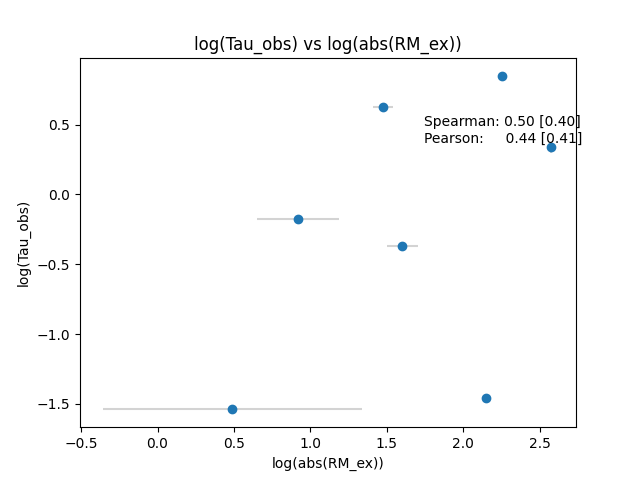 log(Tau_obs) vs log(abs(RM_ex))
Spearman: 0.50 [0.40]
Pearson: 0.44 [0.41]
log(Tau_obs)
0.5
0.0
−0.5
−1.0
−1.5
−0.5 0.0 0.5 1.0 1.5 2.0 2.5
log(abs(RM_ex))